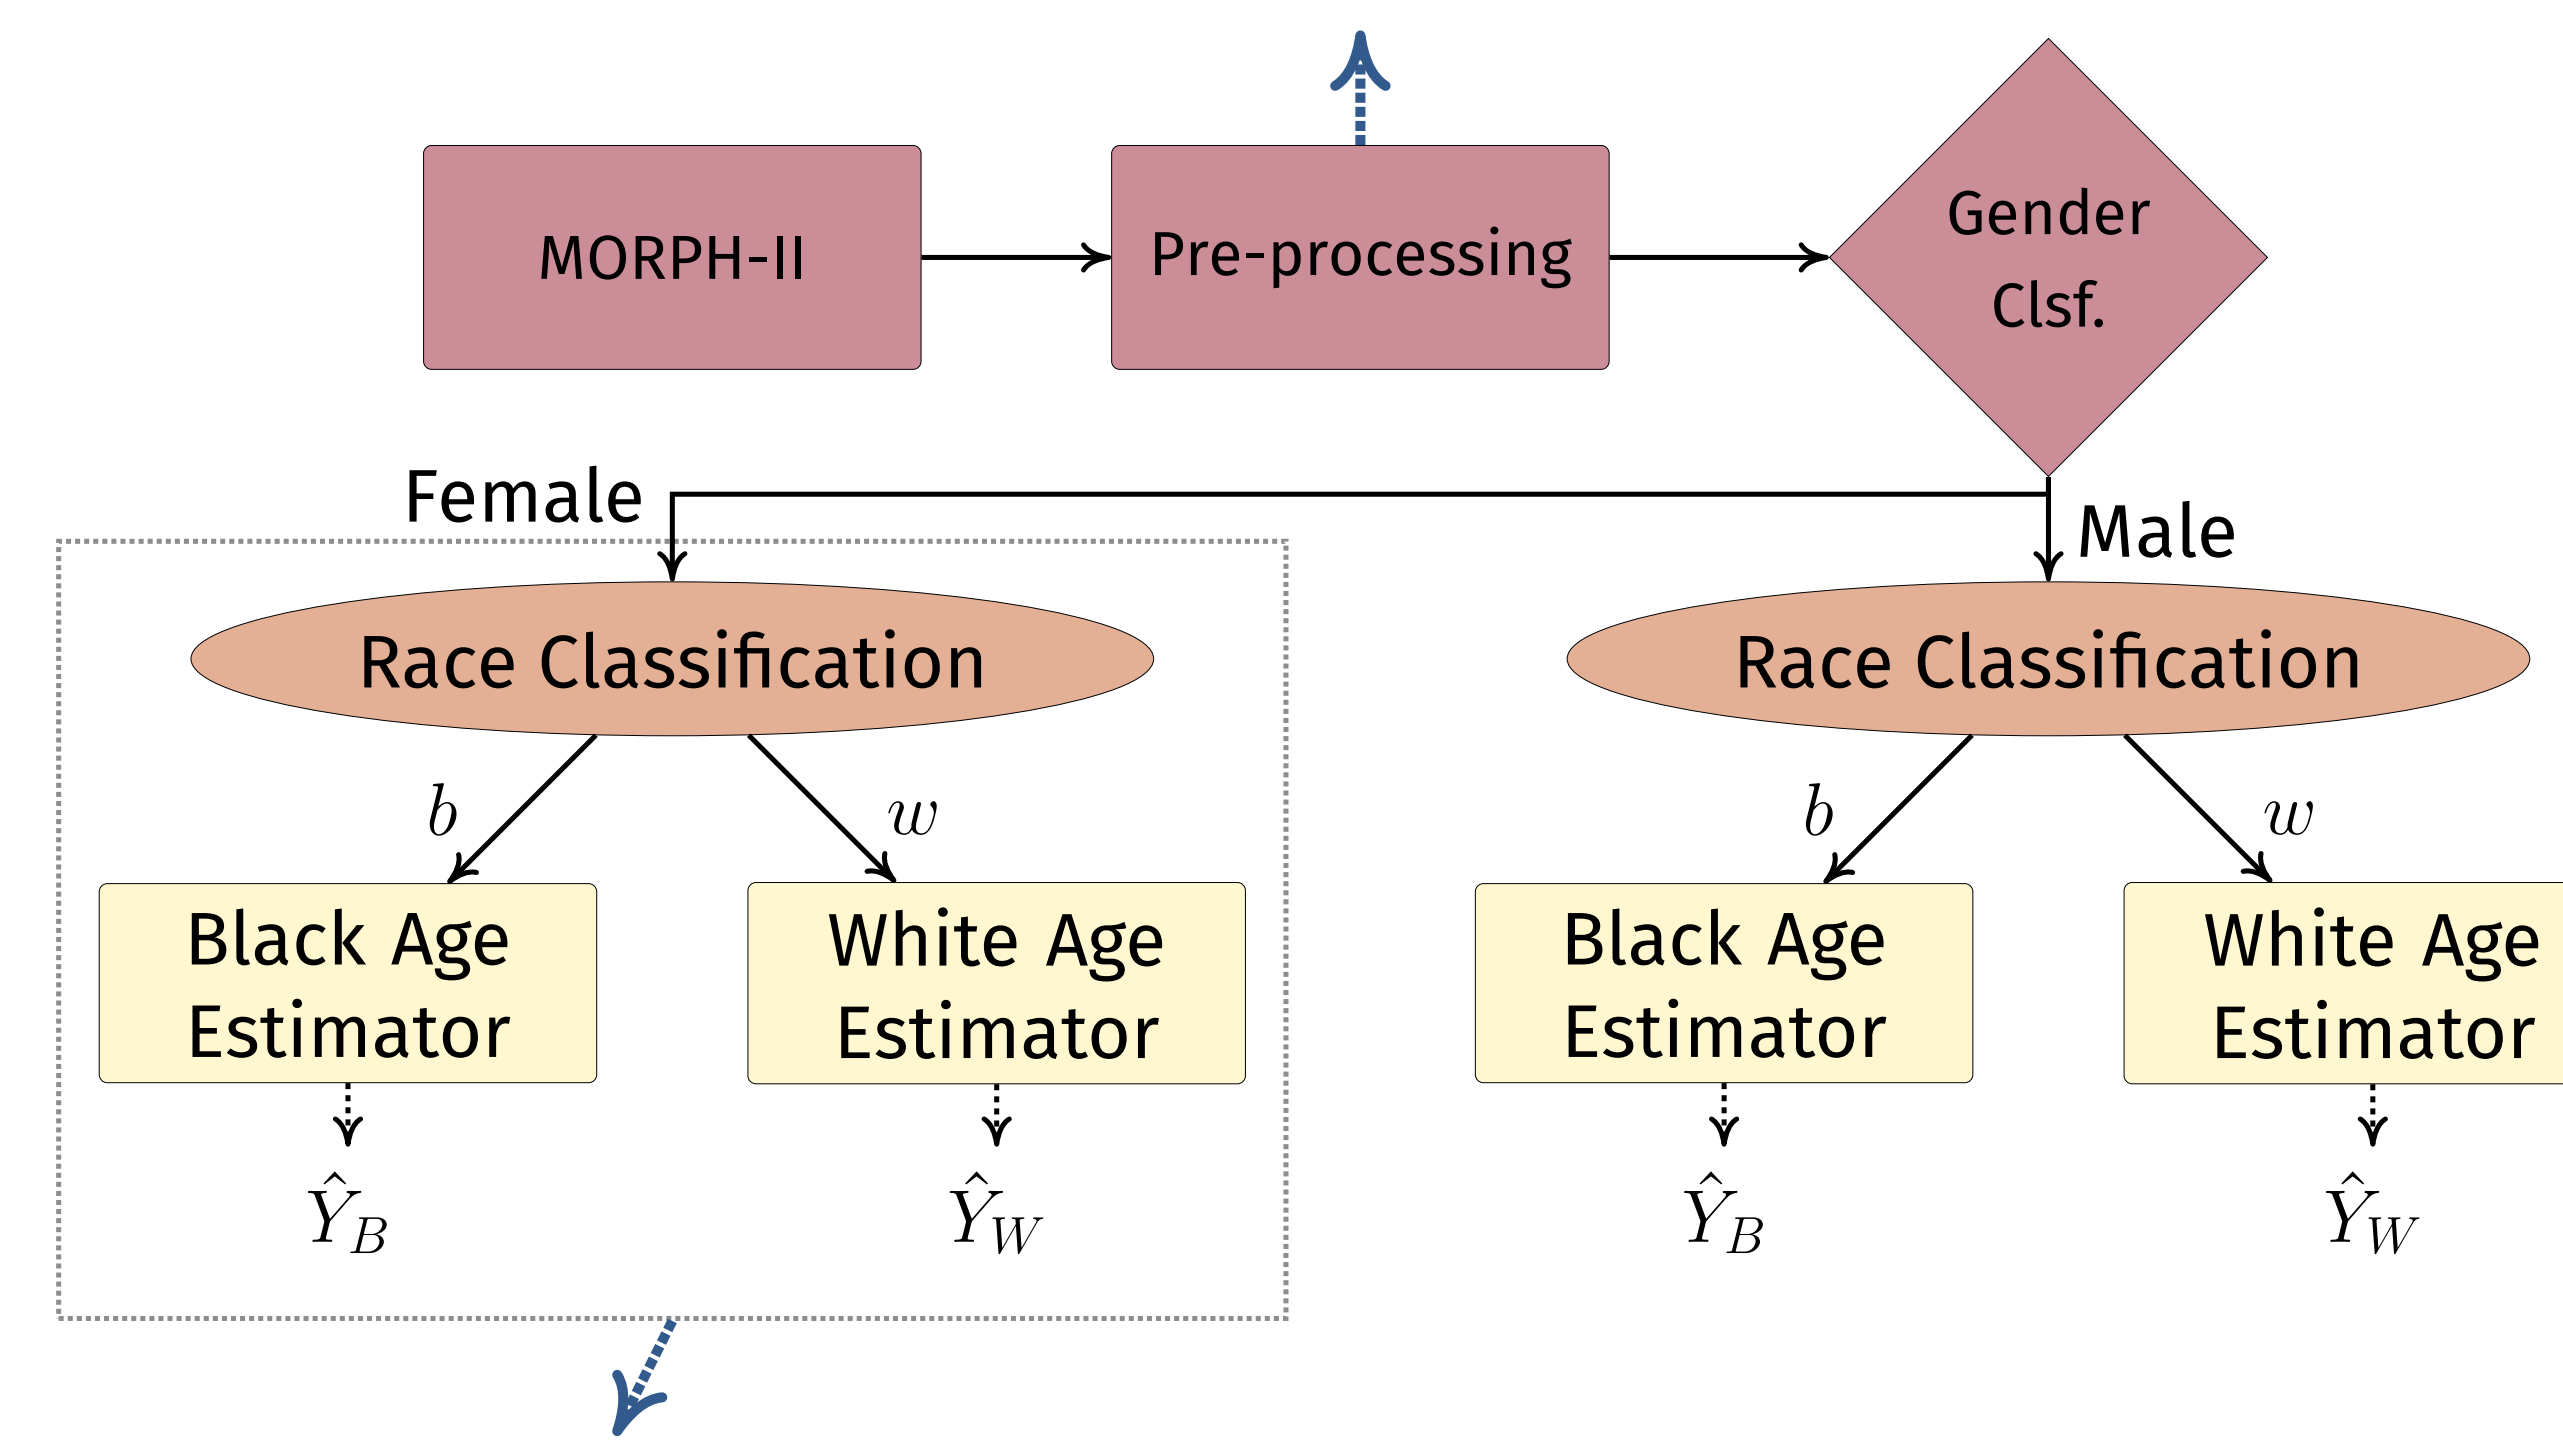 MORPH-II
Pre-processing
Gender
Clsf.
Female
Male
Race Classification
Race Classification
b
w
b
w
Black Age
Estimator
White Age
Estimator
Black Age
Estimator
White Age
Estimator
Ŷ_B
Ŷ_W
Ŷ_B
Ŷ_W